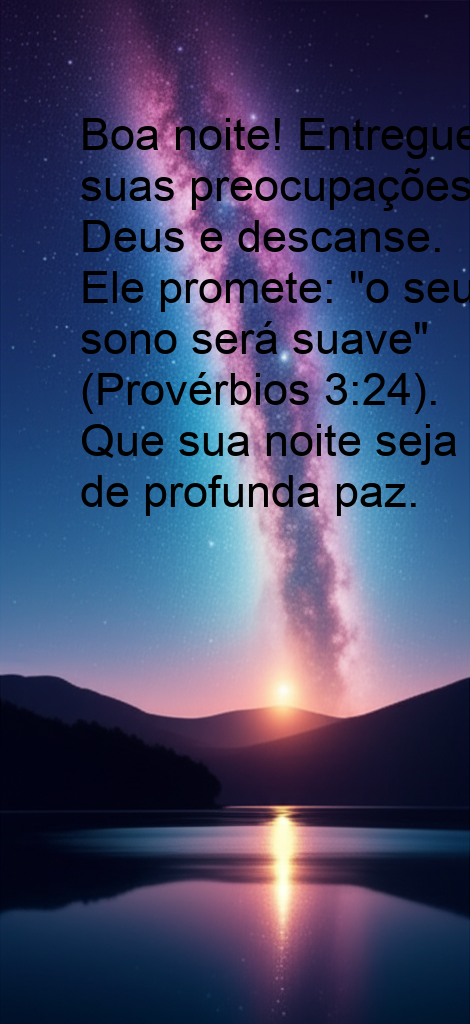 Boa noite! Entregue
suas preocupações
Deus e descanse.
Ele promete: "o seu
sono será suave"
(Provérbios 3:24).
Que sua noite seja
de profunda paz.